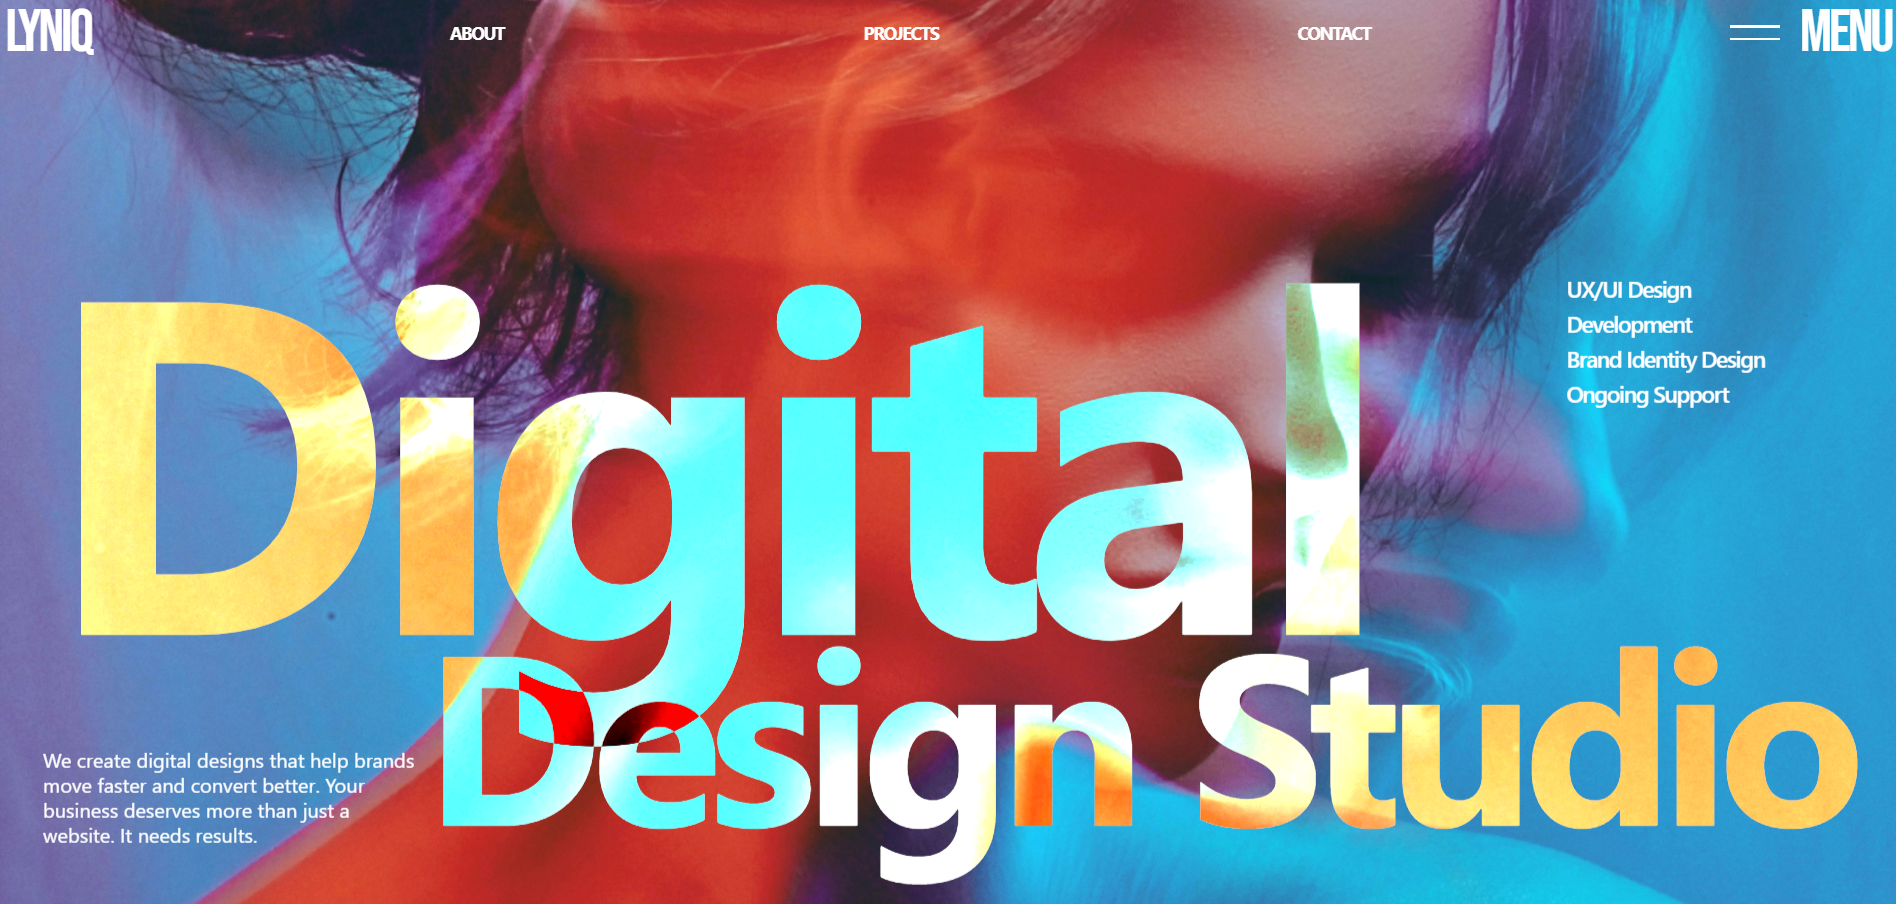 LYNIQ
ABOUT
PROJECTS
CONTACT
MENU
Digital
Design Studio
UX/UI Design
Development
Brand Identity Design
Ongoing Support
We create digital designs that help brands
move faster and convert better. Your
business deserves more than just a
website. It needs results.